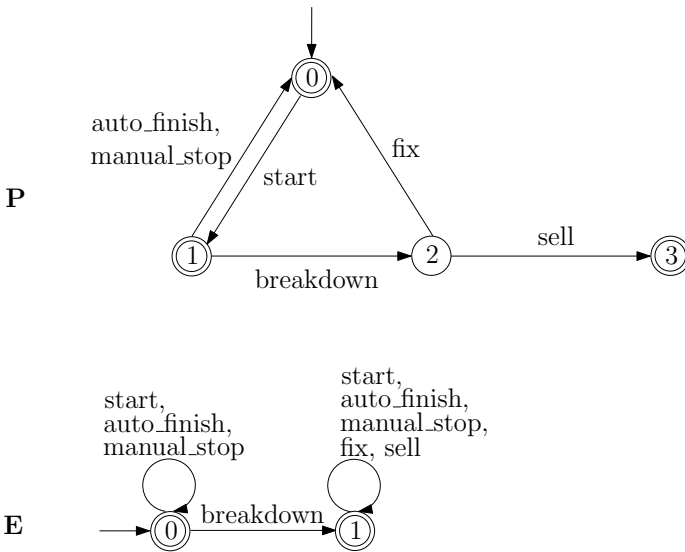 0
auto_finish,
manual_stop
fix
start
P
sell
1
2
3
breakdown
start,
auto_finish,
manual_stop,
fix, sell
start,
auto_finish,
manual_stop
breakdown
E
0
1